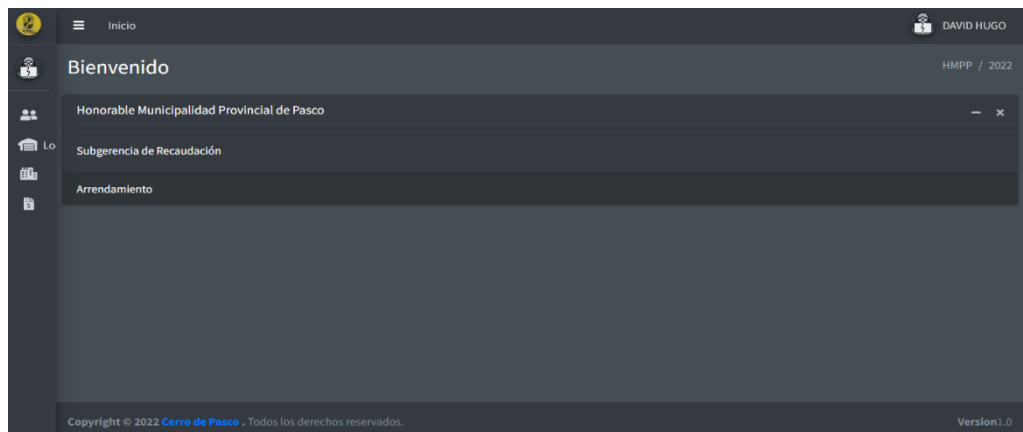 Inicio
DAVID HUGO
Bienvenido
HMPP / 2022
Honorable Municipalidad Provincial de Pasco
Lo
Subgerencia de Recaudación
Arrendamiento
Copyright © 2022 Cerro de Pasco . Todos los derechos reservados.
Version1.0